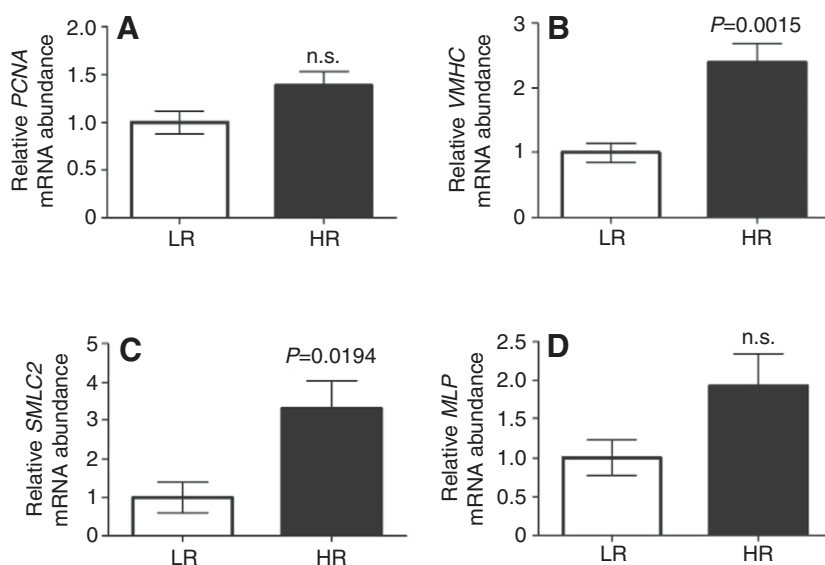 A
Relative PCNA
mRNA abundance
2.0
1.5
1.0
0.5
0
n.s.
LR
HR
B
Relative VMHC
mRNA abundance
3
2
1
0
P=0.0015
LR
HR
C
Relative SMLC2
mRNA abundance
5
4
3
2
1
0
P=0.0194
LR
HR
D
Relative MLP
mRNA abundance
2.5
2.0
1.5
1.0
0.5
0
n.s.
LR
HR